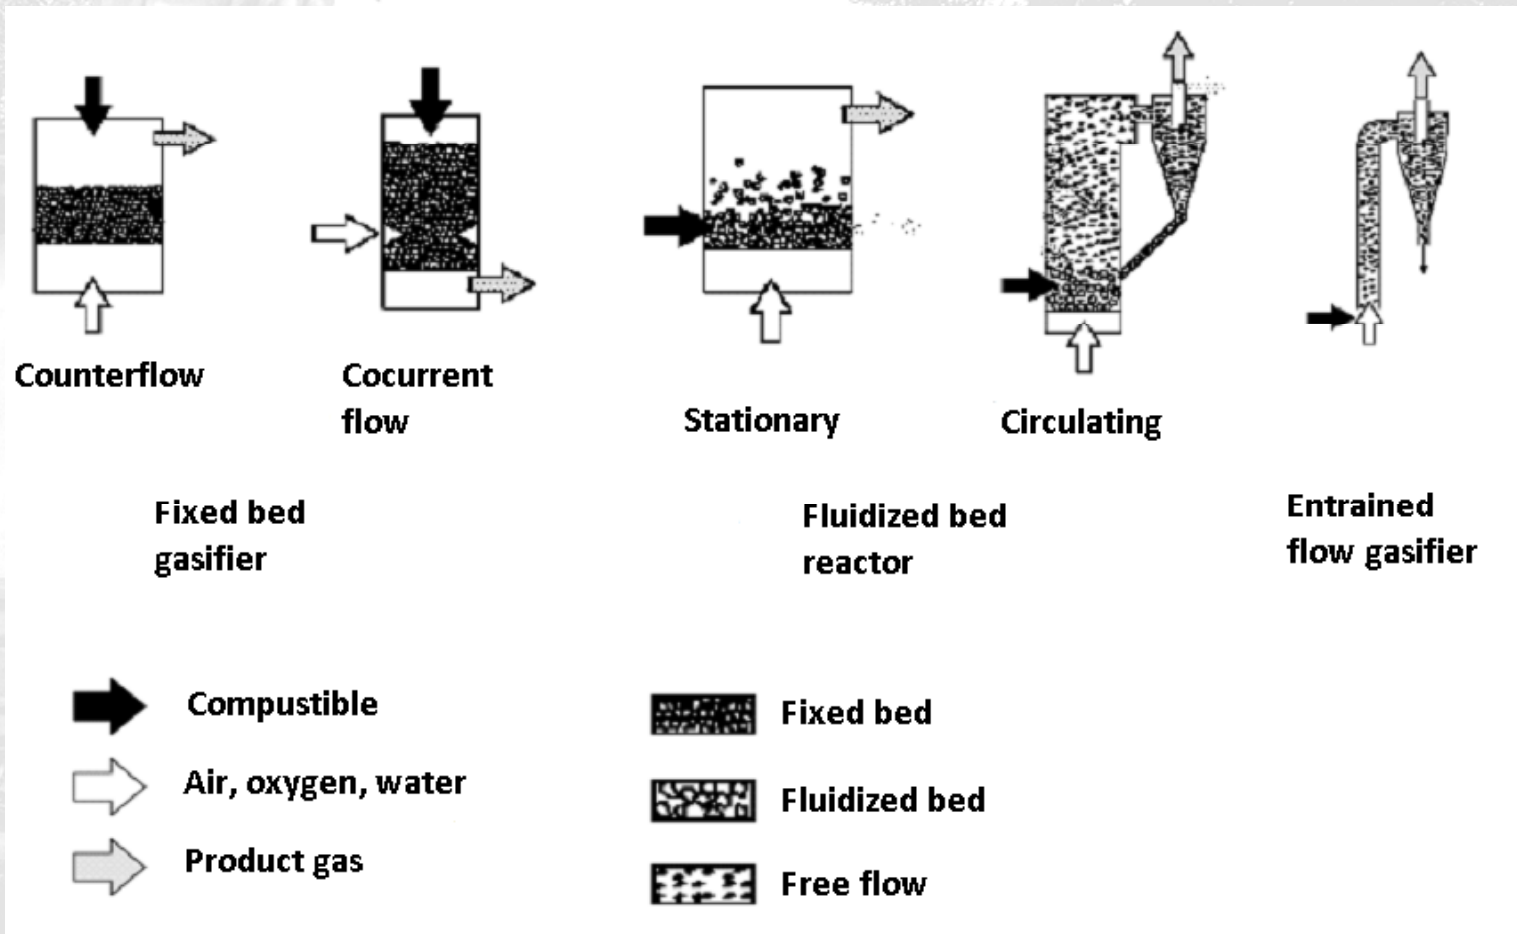 Counterflow
Cocurrent
flow
Stationary
Circulating
Fixed bed
gasifier
Fluidized bed
reactor
Entrained
flow gasifier
Compustible
Air, oxygen, water
Product gas
Fixed bed
Fluidized bed
Free flow